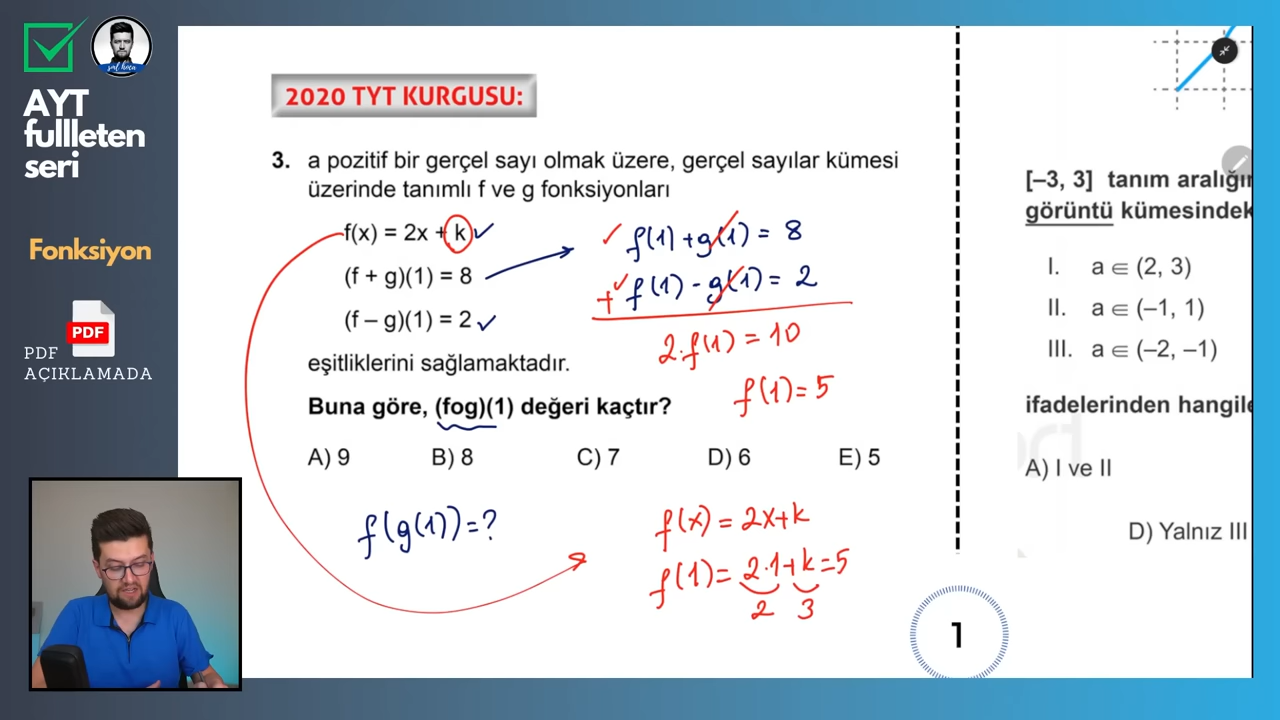 AYT
fullleten
seri
Fonksiyon
PDF
PDF
AÇIKLAMADA
2020 TYT KURGUSU:
3. a pozitif bir gerçel sayı olmak üzere, gerçel sayılar kümesi
üzerinde tanımlı f ve g fonksiyonları
f(x) = 2x + k
(f + g)(1) = 8
(f – g)(1) = 2
eşitliklerini sağlamaktadır.
Buna göre, (fog)(1) değeri kaçtır?
A) 9 B) 8 C) 7 D) 6 E) 5
f(1) + g(1) = 8
+ f(1) - g(1) = 2
2.f(1) = 10
f(1) = 5
f(g(1)) = ?
f(x) = 2x+k
f(1) = 2.1+k=5
2 3
1
[–3, 3] tanım aralığı
görüntü kümesindek
I. a ∈ (2, 3)
II. a ∈ (–1, 1)
III. a ∈ (–2, –1)
ifadelerinden hangile
A) I ve II
D) Yalnız III